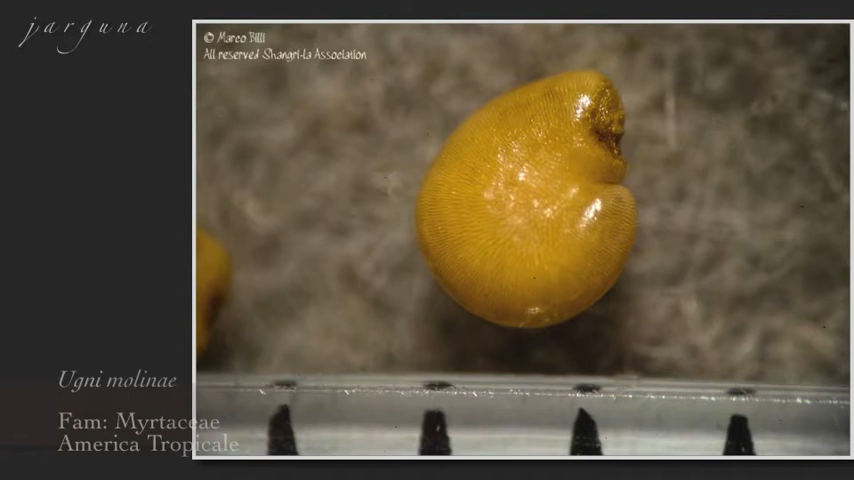 jarguna
© Marco Billi
All reserved Shangri-la Association
Ugni molinae
Fam: Myrtaceae
America Tropicale